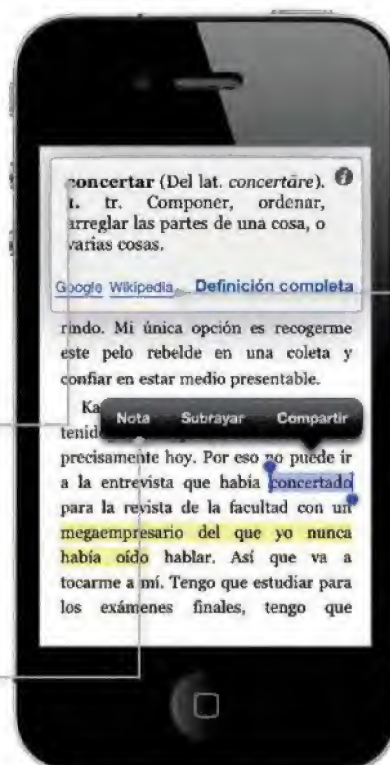 concertar (Del lat. concertāre).
1. tr. Componer, ordenar,
arreglar las partes de una cosa, o
varias cosas.
Google Wikipedia Definición completa
rindo. Mi única opción es recogerme
este pelo rebelde en una coleta y
confiar en estar medio presentable.
Ka
Nota Subrayar Compartir
tenid
precisamente hoy. Por eso no puede ir
a la entrevista que había concertado
para la revista de la facultad con un
megaempresario del que yo nunca
había oído hablar. Así que va a
tocarme a mí. Tengo que estudiar para
los exámenes finales, tengo que